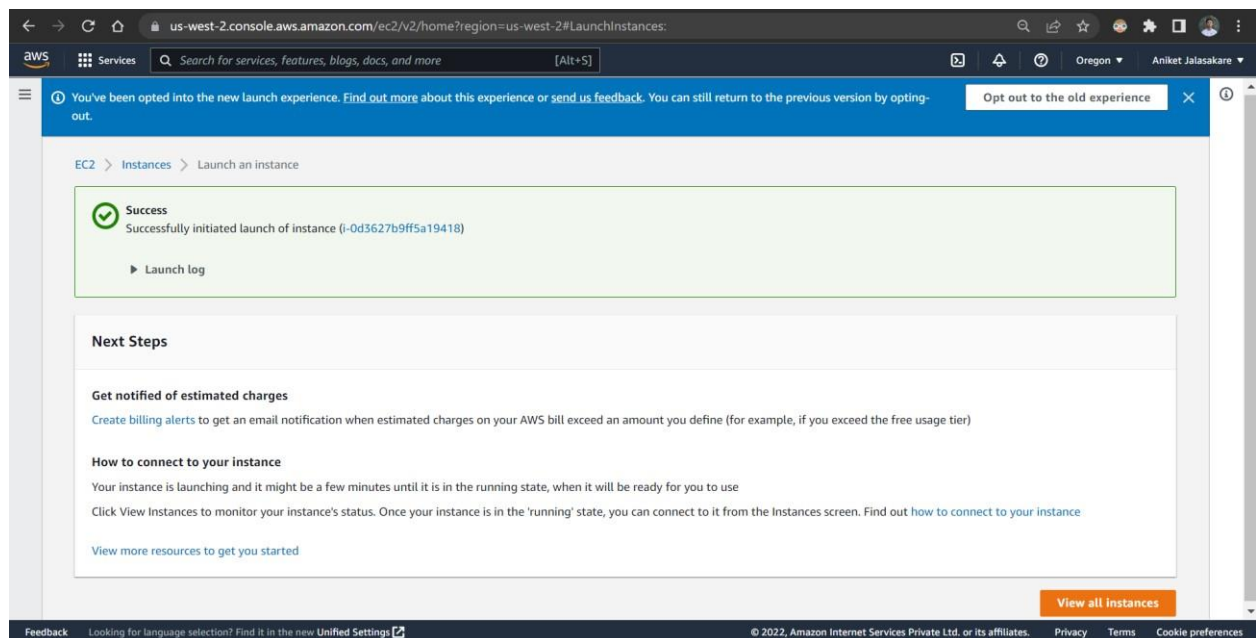 us-west-2.console.aws.amazon.com/ec2/v2/home?region=us-west-2#LaunchInstances:
aws Services Search for services, features, blogs, docs, and more [Alt+S] Oregon Aniket Jalasakare
You've been opted into the new launch experience. Find out more about this experience or send us feedback. You can still return to the previous version by opting-
out.
Opt out to the old experience
EC2 > Instances > Launch an instance
Success
Successfully initiated launch of instance (i-0d3627b9ff5a19418)
Launch log
Next Steps
Get notified of estimated charges
Create billing alerts to get an email notification when estimated charges on your AWS bill exceed an amount you define (for example, if you exceed the free usage tier)
How to connect to your instance
Your instance is launching and it might be a few minutes until it is in the running state, when it will be ready for you to use
Click View Instances to monitor your instance's status. Once your instance is in the 'running' state, you can connect to it from the Instances screen. Find out how to connect to your instance
View more resources to get you started
View all instances
Feedback Looking for language selection? Find it in the new Unified Settings © 2022, Amazon Internet Services Private Ltd. or its affiliates. Privacy Terms Cookie preferences